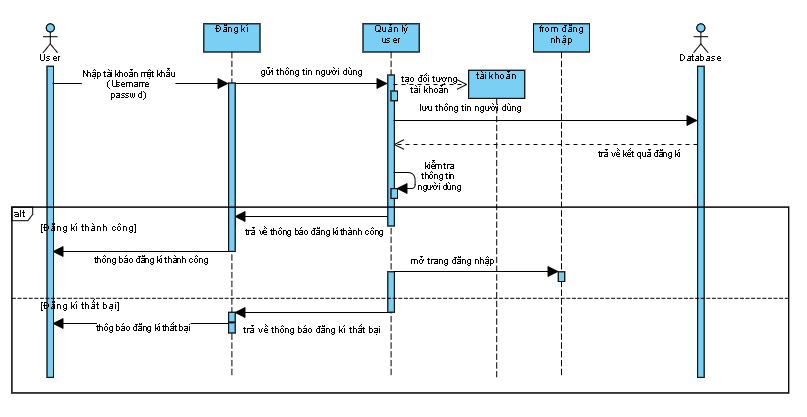 Đăng kí
Quản lý
user
from đăng
nhập
User
Database
Nhập tài khoản mật khẩu
(Username
passwd)
gửi thông tin người dùng
tạo đối tượng
tài khoản
tài khoản
lưu thông tin người dùng
trả về kết quả đăng kí
kiểm tra
thông tin
người dùng
alt
[Đăng kí thành công]
trả về thông báo đăng kí thành công
thông báo đăng kí thành công
mở trang đăng nhập
[Đăng kí thất bại]
thôg báo đăng kí thất bại
trả về thông báo đăng kí thất bại